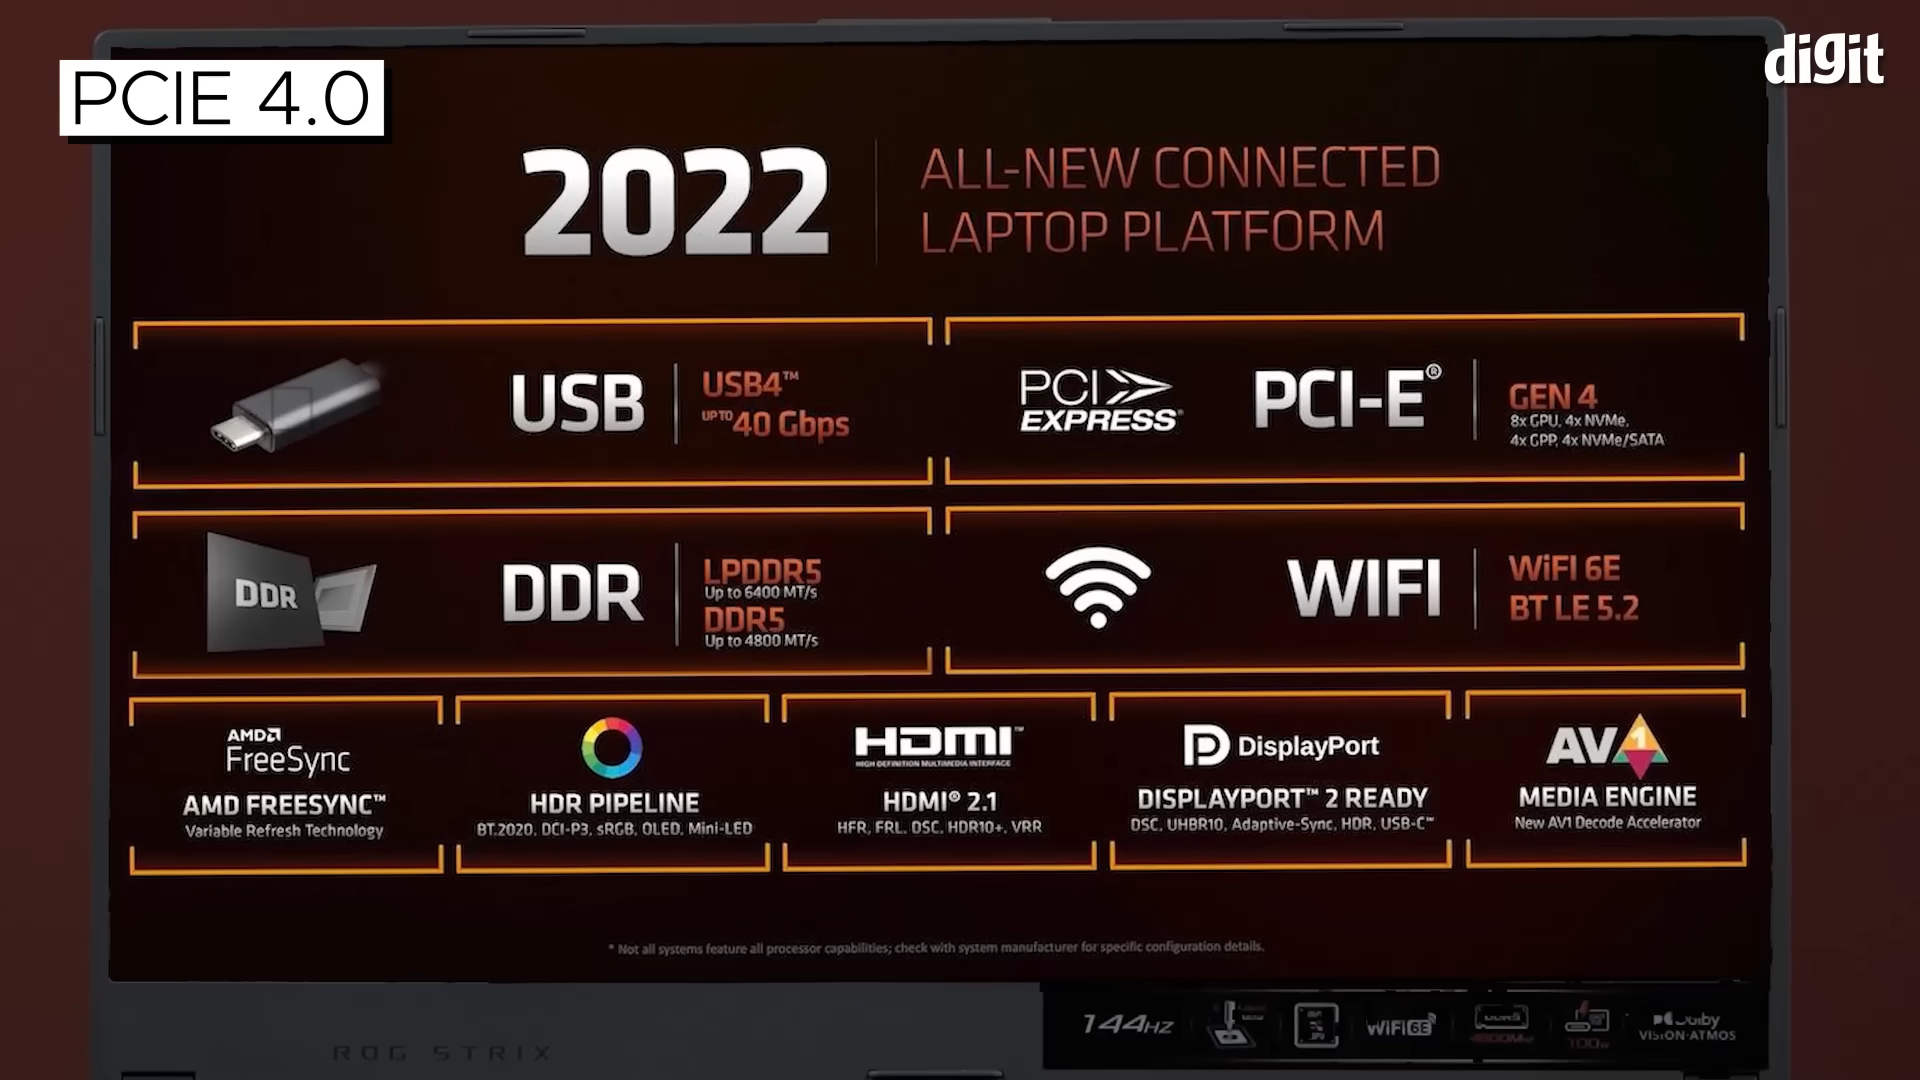 PCIE 4.0
digit
2022
ALL-NEW CONNECTED
LAPTOP PLATFORM
USB
USB4™
UP TO 40 Gbps
PCI
EXPRESS®
PCI-E®
GEN 4
8x GPU, 4x NVMe,
4x GPP, 4x NVMe/SATA
DDR
DDR
LPDDR5
Up to 6400 MT/s
DDR5
Up to 4800 MT/s
WIFI
WiFI 6E
BT LE 5.2
AMD
FreeSync
AMD FREESYNC™
Variable Refresh Technology
HDR PIPELINE
BT.2020, DCI-P3, sRGB, OLED, Mini-LED
HDMI™
HIGH DEFINITION MULTIMEDIA INTERFACE
HDMI® 2.1
HFR, FRL, DSC, HDR10+, VRR
DisplayPort
DISPLAYPORT™ 2 READY
DSC, UHBR10, Adaptive-Sync, HDR, USB-C™
AV1
MEDIA ENGINE
New AV1 Decode Accelerator
* Not all systems feature all processor capabilities; check with system manufacturer for specific configuration details.
ROG STRIX
144HZ
WiFi 6E
100W
Dolby
VISION·ATMOS